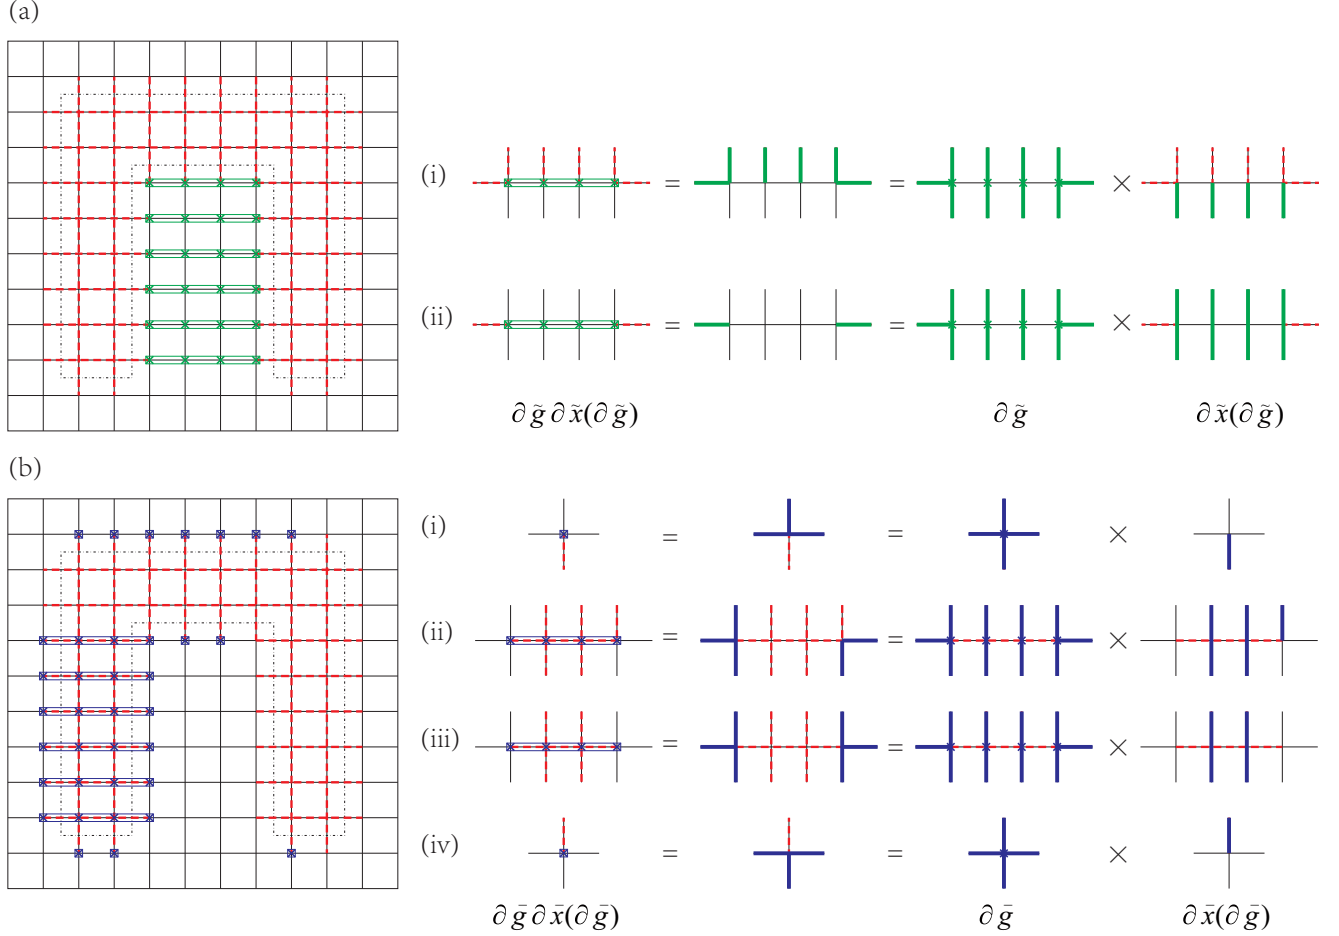 (a)
(i) = = ×
(ii) = = ×
∂g̃ ∂x̃(∂g̃) ∂g̃ ∂x̃(∂g̃)
(b)
(i) = = ×
(ii) = = ×
(iii) = = ×
(iv) = = ×
∂ḡ ∂x̄(∂ḡ) ∂ḡ ∂x̄(∂ḡ)